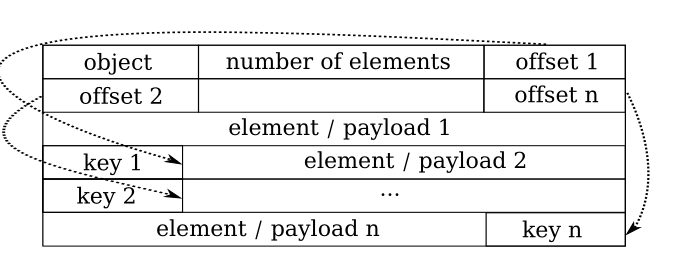 object number of elements offset 1
offset 2 offset n
element / payload 1
key 1 element / payload 2
key 2 ...
element / payload n key n